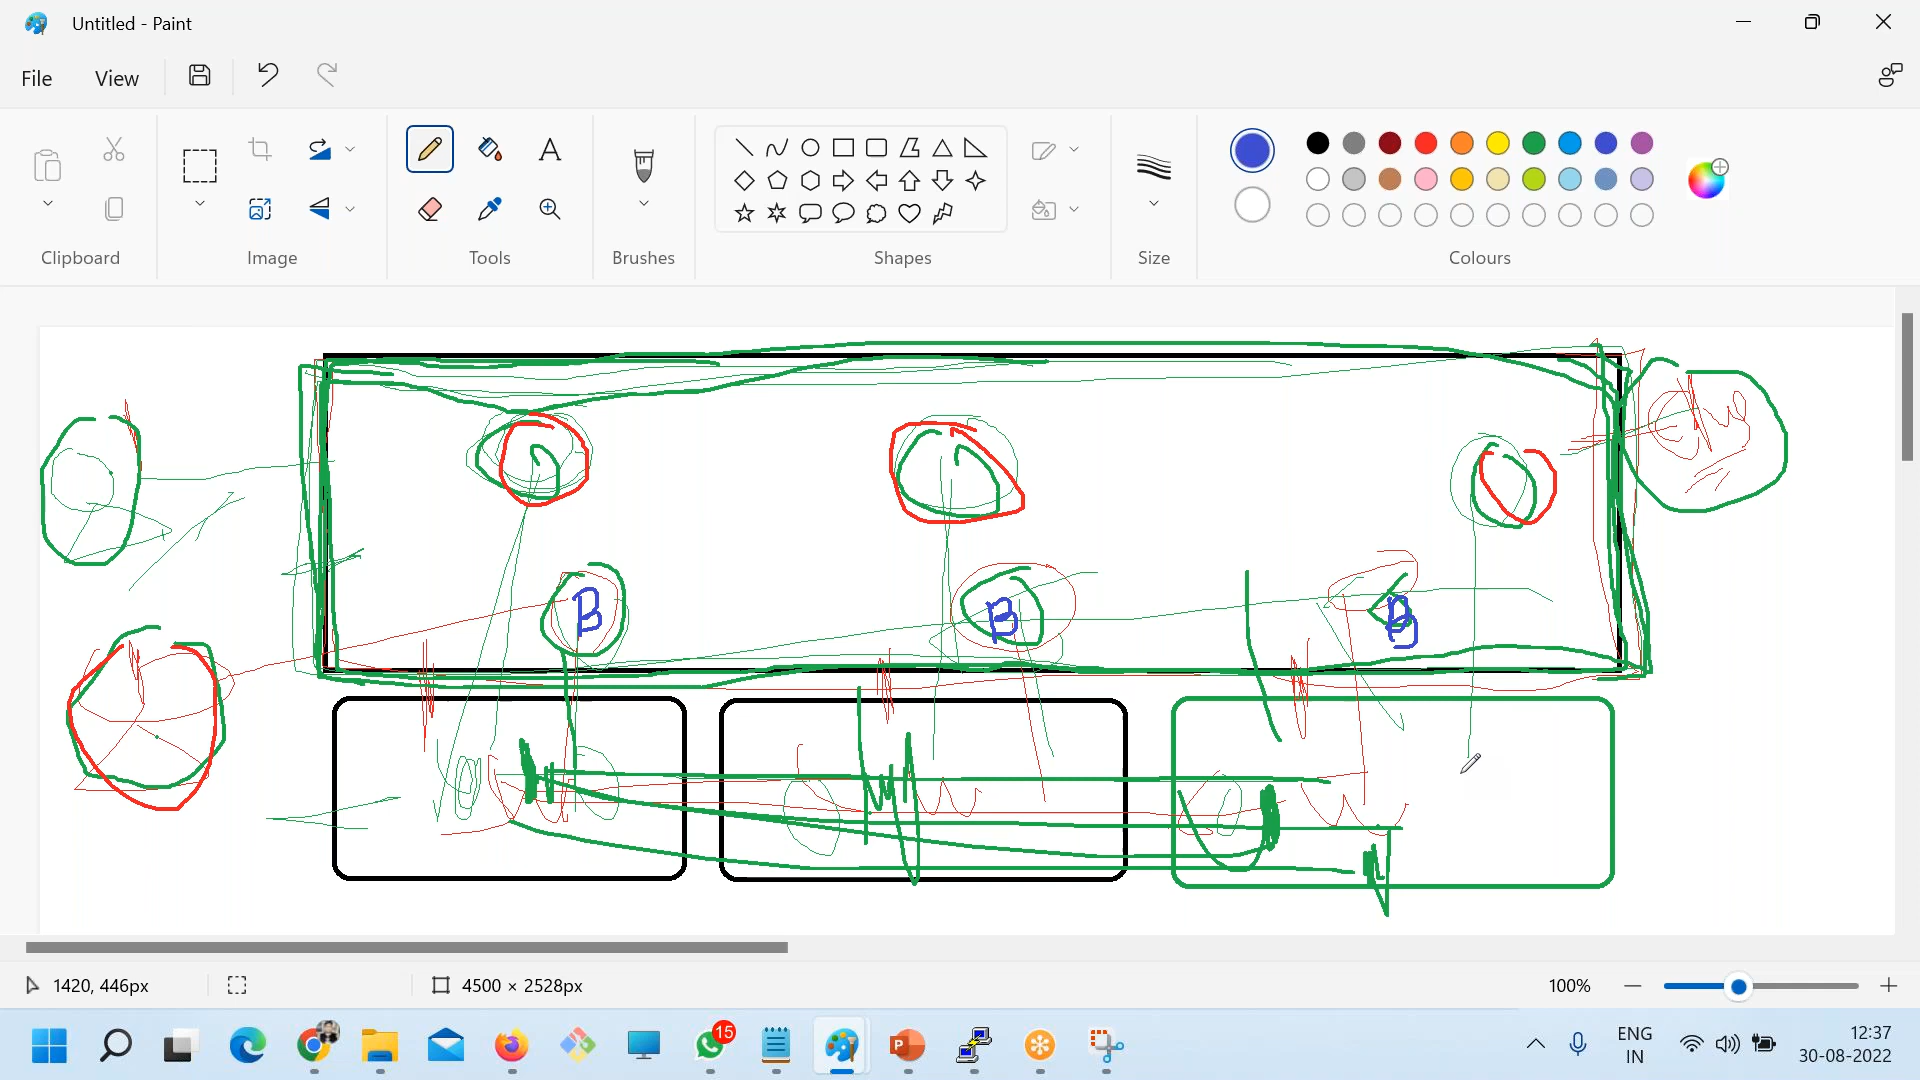 Untitled - Paint
File View
Clipboard Image Tools Brushes Shapes Size Colours
B B B
1420, 446px 4500 × 2528px 100%
15
ENG 12:37
IN 30-08-2022